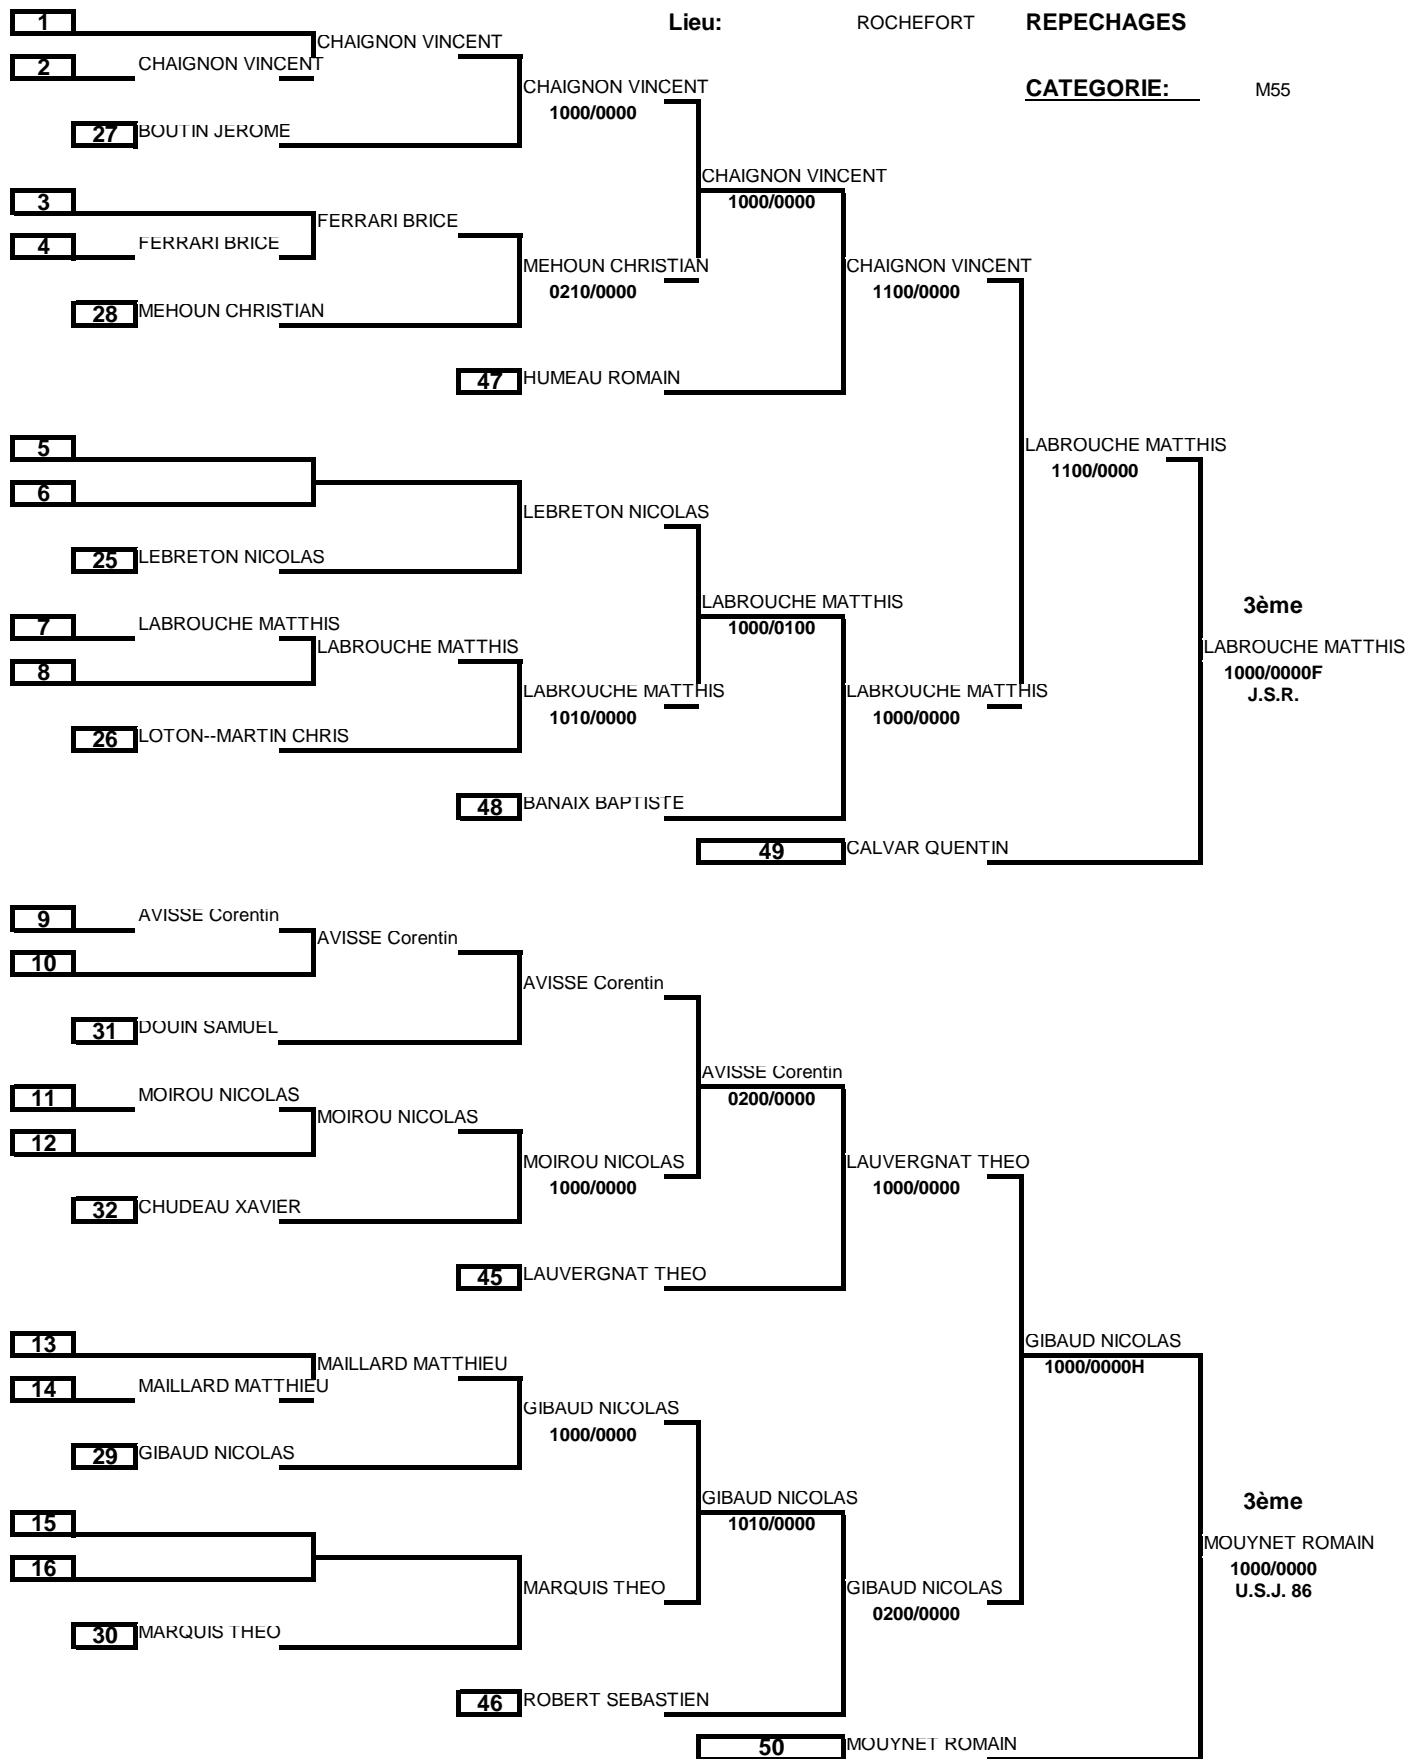 1
Lieu: ROCHEFORT REPECHAGES
CHAIGNON VINCENT
2 CHAIGNON VINCENT
CHAIGNON VINCENT
CATEGORIE: M55
1000/0000
27 BOUTIN JEROME
CHAIGNON VINCENT
1000/0000
3
FERRARI BRICE
4 FERRARI BRICE
MEHOUN CHRISTIAN CHAIGNON VINCENT
0210/0000 1100/0000
28 MEHOUN CHRISTIAN
47 HUMEAU ROMAIN
5
LABROUCHE MATTHIS
1100/0000
6
LEBRETON NICOLAS
25 LEBRETON NICOLAS
LABROUCHE MATTHIS 3ème
1000/0100
7 LABROUCHE MATTHIS
LABROUCHE MATTHIS LABROUCHE MATTHIS
8 1000/0000F
LABROUCHE MATTHIS LABROUCHE MATTHIS J.S.R.
1010/0000 1000/0000
26 LOTON--MARTIN CHRIS
48 BANAIX BAPTISTE
49 CALVAR QUENTIN
9 AVISSE Corentin
AVISSE Corentin
10
AVISSE Corentin
31 DOUIN SAMUEL
AVISSE Corentin
0200/0000
11 MOIROU NICOLAS
MOIROU NICOLAS
12
MOIROU NICOLAS LAUVERGNAT THEO
1000/0000 1000/0000
32 CHUDEAU XAVIER
45 LAUVERGNAT THEO
13
GIBAUD NICOLAS
MAILLARD MATTHIEU 1000/0000H
14 MAILLARD MATTHIEU
GIBAUD NICOLAS
1000/0000
29 GIBAUD NICOLAS
GIBAUD NICOLAS 3ème
1010/0000
15
MOUYNET ROMAIN
16 1000/0000
MARQUIS THEO GIBAUD NICOLAS U.S.J. 86
0200/0000
30 MARQUIS THEO
46 ROBERT SEBASTIEN
50 MOUYNET ROMAIN